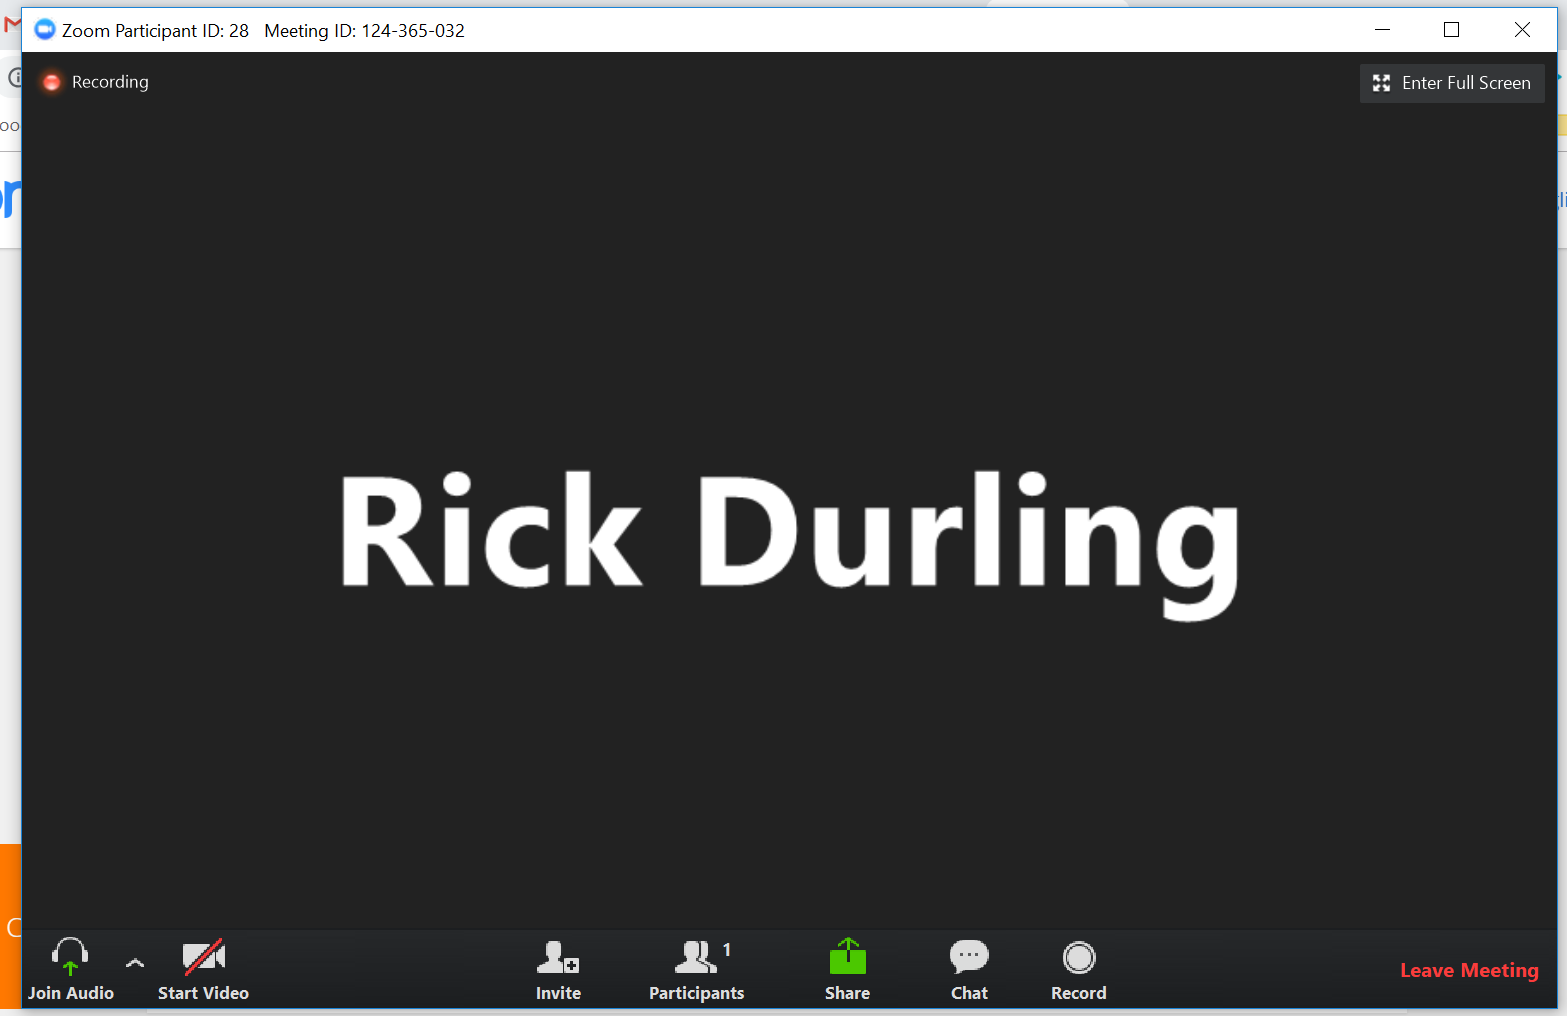 Zoom Participant ID: 28 Meeting ID: 124-365-032
Recording
Enter Full Screen
Rick Durling
1
Join Audio
Start Video
Invite
Participants
Share
Chat
Record
Leave Meeting